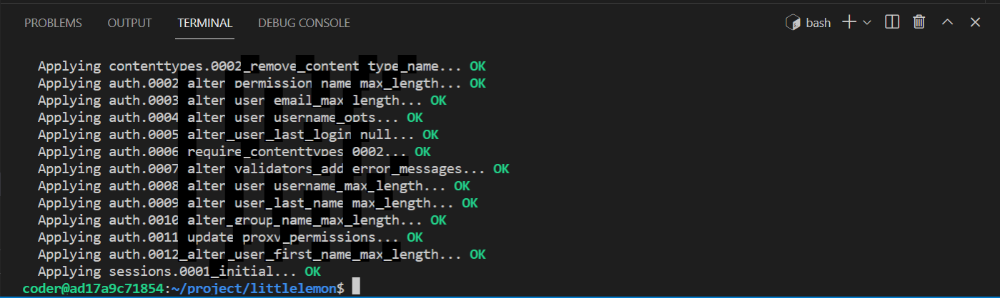 PROBLEMS OUTPUT TERMINAL DEBUG CONSOLE bash
Applying contenttypes.0002_remove_content_type_name... OK
Applying auth.0002_alter_permission_name_max_length... OK
Applying auth.0003_alter_user_email_max_length... OK
Applying auth.0004_alter_user_username_opts... OK
Applying auth.0005_alter_user_last_login_null... OK
Applying auth.0006_require_contenttypes_0002... OK
Applying auth.0007_alter_validators_add_error_messages... OK
Applying auth.0008_alter_user_username_max_length... OK
Applying auth.0009_alter_user_last_name_max_length... OK
Applying auth.0010_alter_group_name_max_length... OK
Applying auth.0011_update_proxy_permissions... OK
Applying auth.0012_alter_user_first_name_max_length... OK
Applying sessions.0001_initial... OK
coder@ad17a9c71854:~/project/littlelemon$